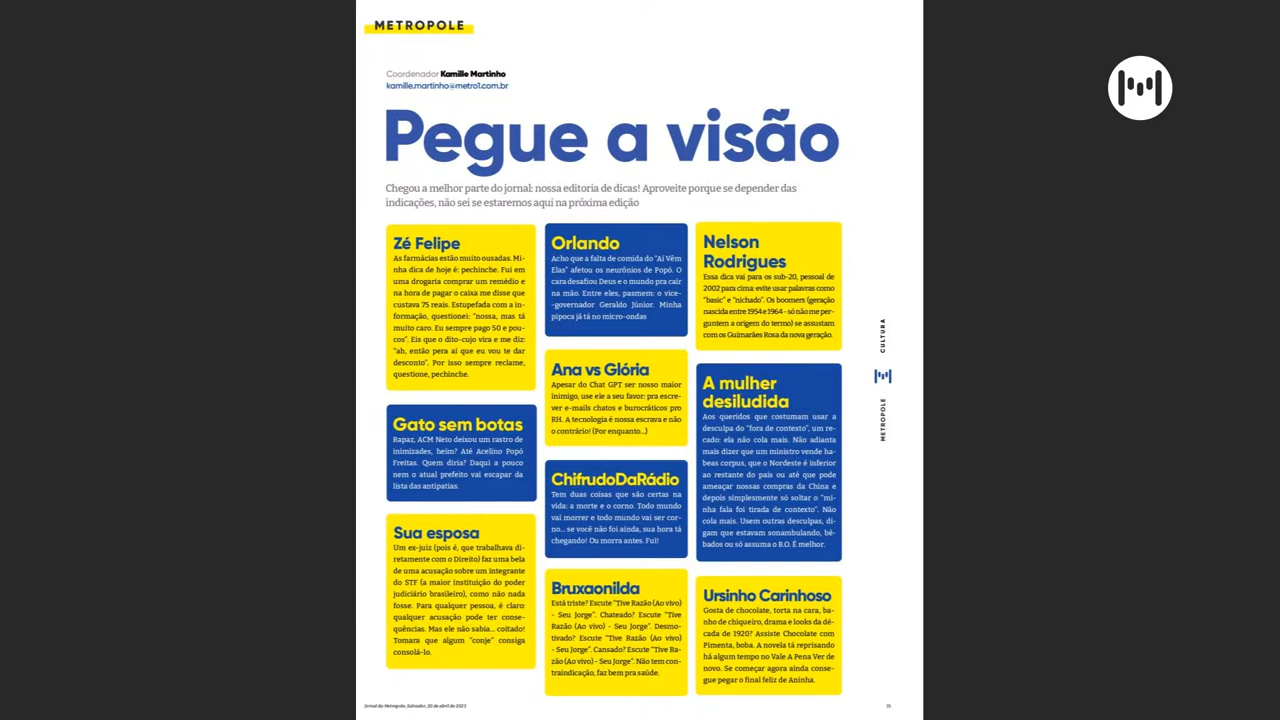 METROPOLE
Coordenador Kamille Martinho
kamille.martinho@metro1.com.br
Pegue a visão
Chegou a melhor parte do jornal: nossa editoria de dicas! Aproveite porque se depender das
indicações, não sei se estaremos aqui na próxima edição
Zé Felipe
As farmácias estão muito ousadas. Mi-
nha dica de hoje é: pechinche. Fui em
uma drogaria comprar um remédio e
na hora de pagar o caixa me disse que
custava 75 reais. Estupefada com a in-
formação, questionei: "nossa, mas tá
muito caro. Eu sempre pago 50 e pou-
cos". Eis que o dito-cujo vira e me diz:
"ah, então pera aí que eu vou te dar
desconto". Por isso sempre reclame,
questione, pechinche.
Gato sem botas
Rapaz, ACM Neto deixou um rastro de
inimizades, heim? Até Acelino Popó
Freitas. Quem diria? Daqui a pouco
nem o atual prefeito vai escapar da
lista das antipatias.
Sua esposa
Um ex-juiz (pois é, que trabalhava di-
retamente com o Direito) faz uma bela
de uma acusação sobre um integrante
do STF (a maior instituição do poder
judiciário brasileiro), como não nada
fosse. Para qualquer pessoa, é claro:
qualquer acusação pode ter conse-
quências. Mas ele não sabia... coitado!
Tomara que algum "conje" consiga
consolá-lo.
Orlando
Acho que a falta de comida do "Aí Vêm
Elas" afetou os neurônios de Popó. O
cara desafiou Deus e o mundo pra cair
na mão. Entre eles, pasmem: o vice-
-governador Geraldo Júnior. Minha
pipoca já tá no micro-ondas
Ana vs Glória
Apesar do Chat GPT ser nosso maior
inimigo, use ele a seu favor: pra escre-
ver e-mails chatos e burocráticos pro
RH. A tecnologia é nossa escrava e não
o contrário! (Por enquanto...)
ChifrudoDaRádio
Tem duas coisas que são certas na
vida: a morte e o corno. Todo mundo
vai morrer e todo mundo vai ser cor-
no... se você não foi ainda, sua hora tá
chegando! Ou morra antes. Fui!
Bruxaonilda
Está triste? Escute "Tive Razão (Ao vivo)
- Seu Jorge". Chateado? Escute "Tive
Razão (Ao vivo) - Seu Jorge". Desmo-
tivado? Escute "Tive Razão (Ao vivo)
- Seu Jorge". Cansado? Escute "Tive Ra-
zão (Ao vivo) - Seu Jorge". Não tem con-
traindicação, faz bem pra saúde.
Nelson
Rodrigues
Essa dica vai para os sub-20, pessoal de
2002 para cima: evite usar palavras como
"basic" e "nichado". Os boomers (geração
nascida entre 1954 e 1964 - só não me per-
guntem a origem do termo) se assustam
com os Guimarães Rosa da nova geração.
A mulher
desiludida
Aos queridos que costumam usar a
desculpa do "fora de contexto", um re-
cado: ela não cola mais. Não adianta
mais dizer que um ministro vende ha-
beas corpus, que o Nordeste é inferior
ao restante do país ou até que pode
ameaçar nossas compras da China e
depois simplesmente só soltar o "mi-
nha fala foi tirada de contexto". Não
cola mais. Usem outras desculpas, di-
gam que estavam sonambulando, bê-
bados ou só assuma o B.O. É melhor.
Ursinho Carinhoso
Gosta de chocolate, torta na cara, ba-
nho de chiqueiro, drama e looks da dé-
cada de 1920? Assiste Chocolate com
Pimenta, boba. A novela tá reprisando
há algum tempo no Vale A Pena Ver de
novo. Se começar agora ainda conse-
gue pegar o final feliz de Aninha.
CULTURA
METROPOLE
Jornal da Metropole, Salvador, 20 de abril de 2023